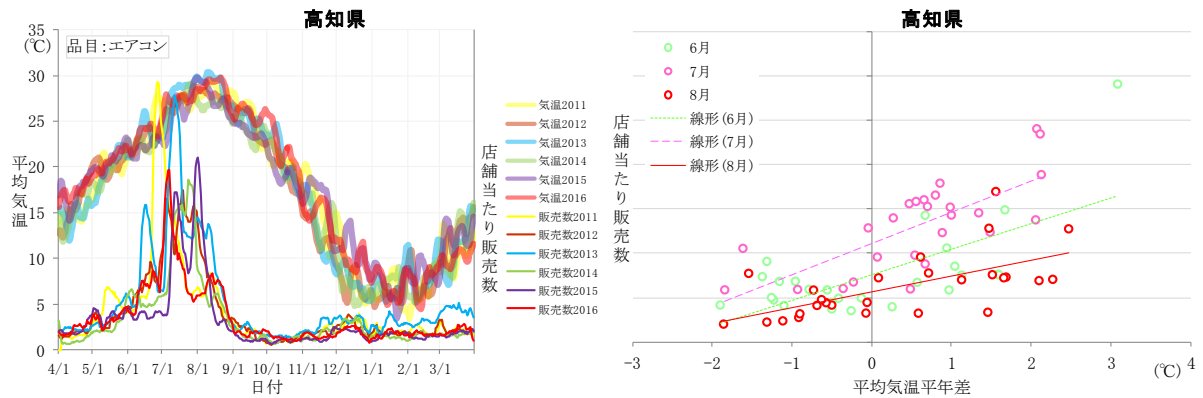 高知県
35
(℃)
品目:エアコン
30
25
20
15
10
5
0
平均気温
4/1 5/1 6/1 7/1 8/1 9/1 10/1 11/1 12/1 1/1 2/1 3/1
日付
店舗当たり販売数
気温2011
気温2012
気温2013
気温2014
気温2015
気温2016
販売数2011
販売数2012
販売数2013
販売数2014
販売数2015
販売数2016
高知県
6月
7月
8月
線形 (6月)
線形 (7月)
線形 (8月)
店舗当たり販売数
-3 -2 -1 0 1 2 3 4
(℃)
平均気温平年差